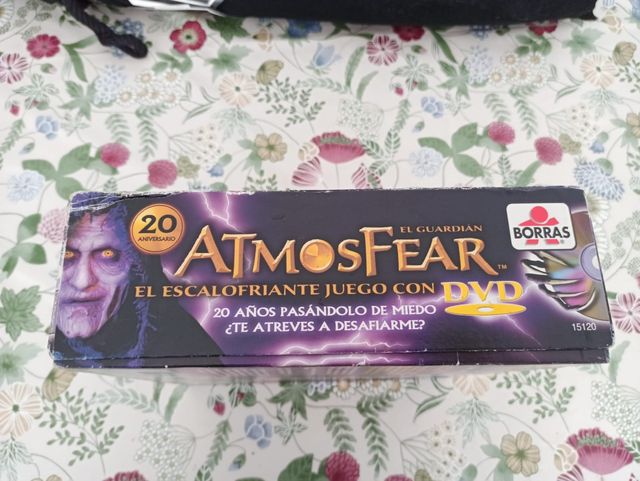 20
ANIVERSARIO
EL GUARDIÁN
ATMOSFEAR™
EL ESCALOFRIANTE JUEGO CON DVD
20 AÑOS PASÁNDOLO DE MIEDO
¿TE ATREVES A DESAFIARME?
BORRAS®
15120